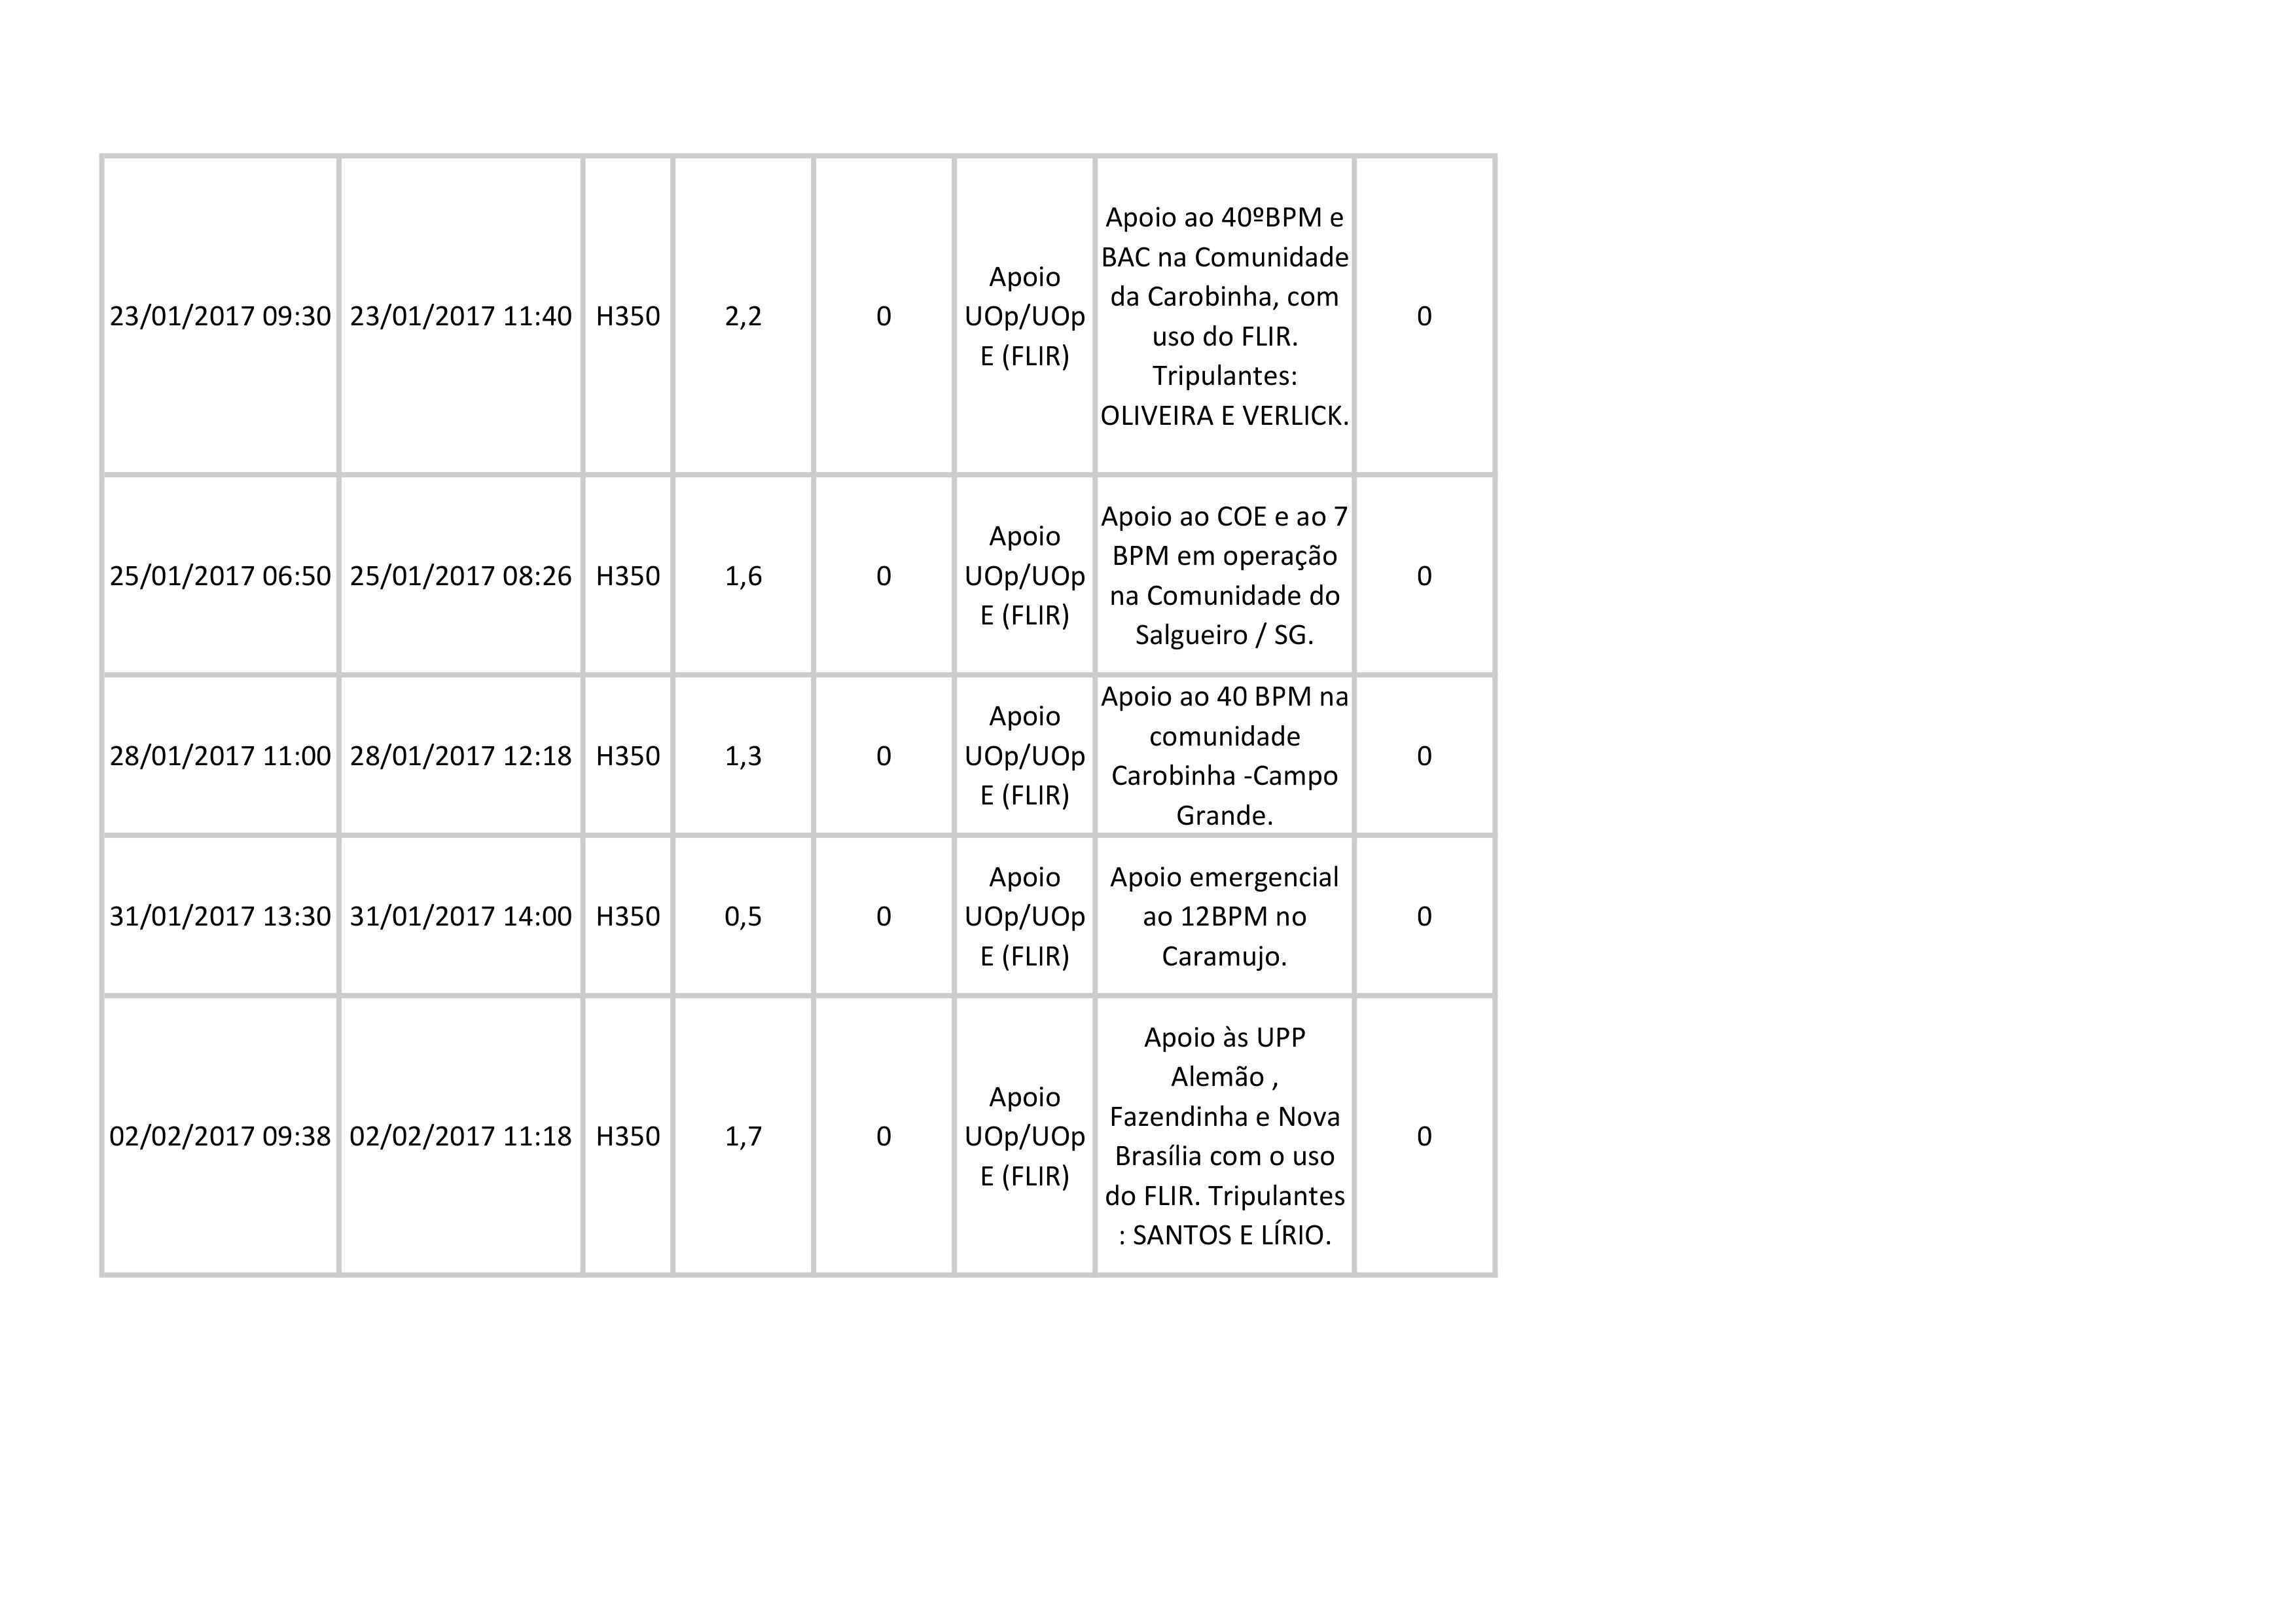 23/01/2017 09:30 23/01/2017 11:40 H350 2,2 0
Apoio
UOp/UOp
E (FLIR)
Apoio ao 40ºBPM e
BAC na Comunidade
da Carobinha, com
uso do FLIR.
Tripulantes:
OLIVEIRA E VERLICK.
0
25/01/2017 06:50 25/01/2017 08:26 H350 1,6 0
Apoio
UOp/UOp
E (FLIR)
Apoio ao COE e ao 7
BPM em operação
na Comunidade do
Salgueiro / SG.
0
28/01/2017 11:00 28/01/2017 12:18 H350 1,3 0
Apoio
UOp/UOp
E (FLIR)
Apoio ao 40 BPM na
comunidade
Carobinha -Campo
Grande.
0
31/01/2017 13:30 31/01/2017 14:00 H350 0,5 0
Apoio
UOp/UOp
E (FLIR)
Apoio emergencial
ao 12BPM no
Caramujo.
0
02/02/2017 09:38 02/02/2017 11:18 H350 1,7 0
Apoio
UOp/UOp
E (FLIR)
Apoio às UPP
Alemão ,
Fazendinha e Nova
Brasília com o uso
do FLIR. Tripulantes
: SANTOS E LÍRIO.
0